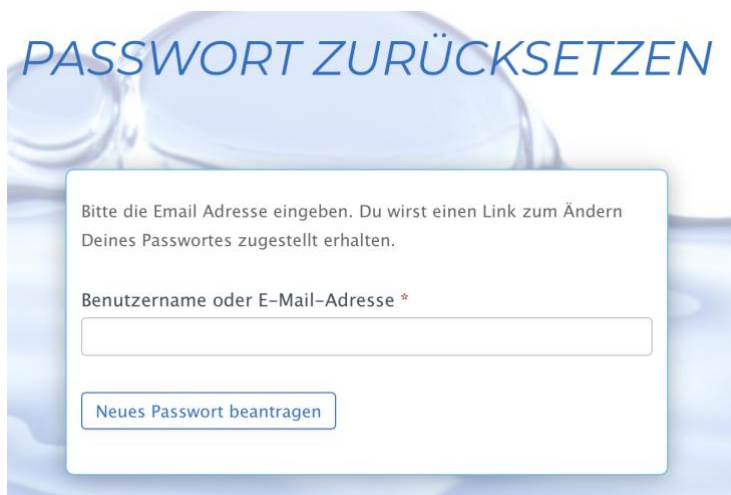 PASSWORT ZURÜCKSETZEN
Bitte die Email Adresse eingeben. Du wirst einen Link zum Ändern
Deines Passwortes zugestellt erhalten.
Benutzername oder E-Mail-Adresse *
Neues Passwort beantragen